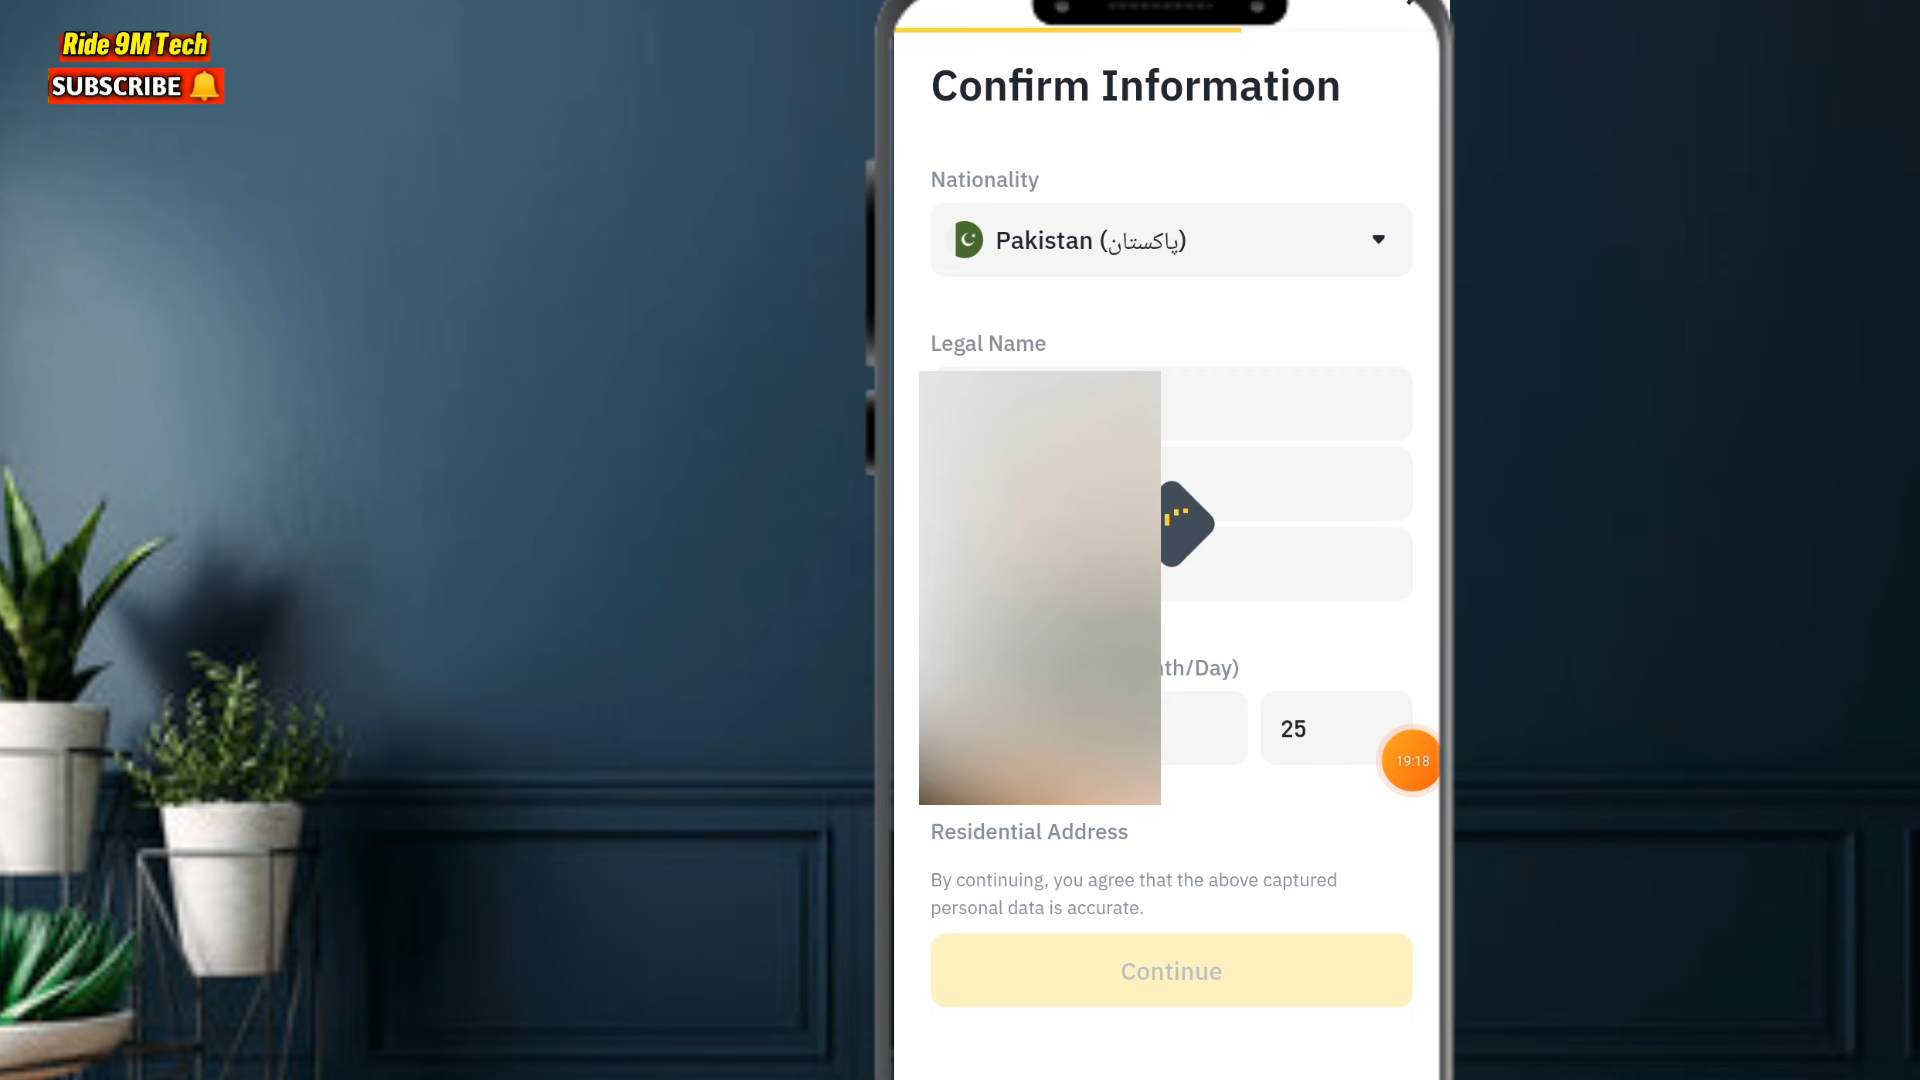 Ride 9M Tech
SUBSCRIBE
Confirm Information
Nationality
Pakistan (پاکستان)
Legal Name
th/Day)
25
19:18
Residential Address
By continuing, you agree that the above captured
personal data is accurate.
Continue